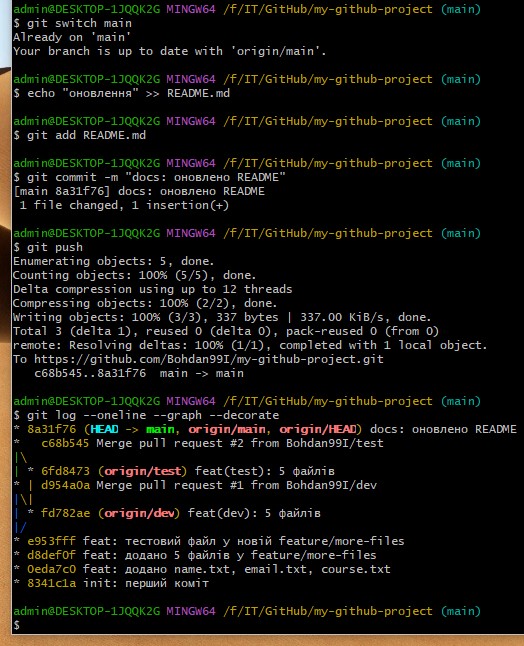 admin@DESKTOP-1JQQK2G MINGW64 /f/IT/GitHub/my-github-project (main)
$ git switch main
Already on 'main'
Your branch is up to date with 'origin/main'.
admin@DESKTOP-1JQQK2G MINGW64 /f/IT/GitHub/my-github-project (main)
$ echo "оновлення" >> README.md
admin@DESKTOP-1JQQK2G MINGW64 /f/IT/GitHub/my-github-project (main)
$ git add README.md
admin@DESKTOP-1JQQK2G MINGW64 /f/IT/GitHub/my-github-project (main)
$ git commit -m "docs: оновлено README"
[main 8a31f76] docs: оновлено README
 1 file changed, 1 insertion(+)
admin@DESKTOP-1JQQK2G MINGW64 /f/IT/GitHub/my-github-project (main)
$ git push
Enumerating objects: 5, done.
Counting objects: 100% (5/5), done.
Delta compression using up to 12 threads
Compressing objects: 100% (2/2), done.
Writing objects: 100% (3/3), 337 bytes | 337.00 KiB/s, done.
Total 3 (delta 1), reused 0 (delta 0), pack-reused 0 (from 0)
remote: Resolving deltas: 100% (1/1), completed with 1 local object.
To https://github.com/Bohdan99I/my-github-project.git
   c68b545..8a31f76  main -> main
admin@DESKTOP-1JQQK2G MINGW64 /f/IT/GitHub/my-github-project (main)
$ git log --oneline --graph --decorate
* 8a31f76 (HEAD -> main, origin/main, origin/HEAD) docs: оновлено README
*   c68b545 Merge pull request #2 from Bohdan99I/test
|\
| * 6fd8473 (origin/test) feat(test): 5 файлів
* | d954a0a Merge pull request #1 from Bohdan99I/dev
|\|
| * fd782ae (origin/dev) feat(dev): 5 файлів
|/
* e953fff feat: тестовий файл у новій feature/more-files
* d8def0f feat: додано 5 файлів у feature/more-files
* 0eda7c0 feat: додано name.txt, email.txt, course.txt
* 8341c1a init: перший коміт
admin@DESKTOP-1JQQK2G MINGW64 /f/IT/GitHub/my-github-project (main)
$